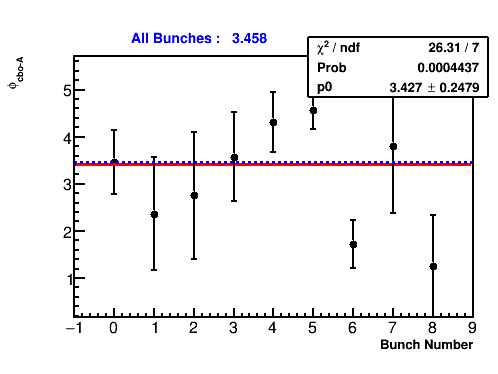 All Bunches : 3.458
χ² / ndf 26.31 / 7
Prob 0.0004437
p0 3.427 ± 0.2479
ϕcbo-A
5
4
3
2
1
−1 0 1 2 3 4 5 6 7 8 9
Bunch Number